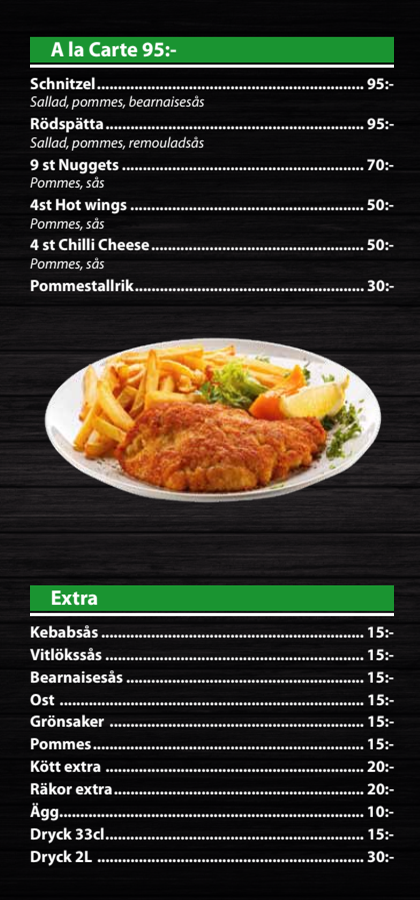 A la Carte 95:-
Schnitzel.................................................................. 95:-
Sallad, pommes, bearnaisesås
Rödspätta................................................................ 95:-
Sallad, pommes, remouladsås
9 st Nuggets ............................................................ 70:-
Pommes, sås
4st Hot wings .......................................................... 50:-
Pommes, sås
4 st Chilli Cheese..................................................... 50:-
Pommes, sås
Pommestallrik......................................................... 30:-
Extra
Kebabsås ................................................................. 15:-
Vitlökssås ................................................................ 15:-
Bearnaisesås ........................................................... 15:-
Ost ........................................................................... 15:-
Grönsaker ............................................................... 15:-
Pommes................................................................... 15:-
Kött extra ................................................................ 20:-
Räkor extra.............................................................. 20:-
Ägg........................................................................... 10:-
Dryck 33cl................................................................ 15:-
Dryck 2L .................................................................. 30:-